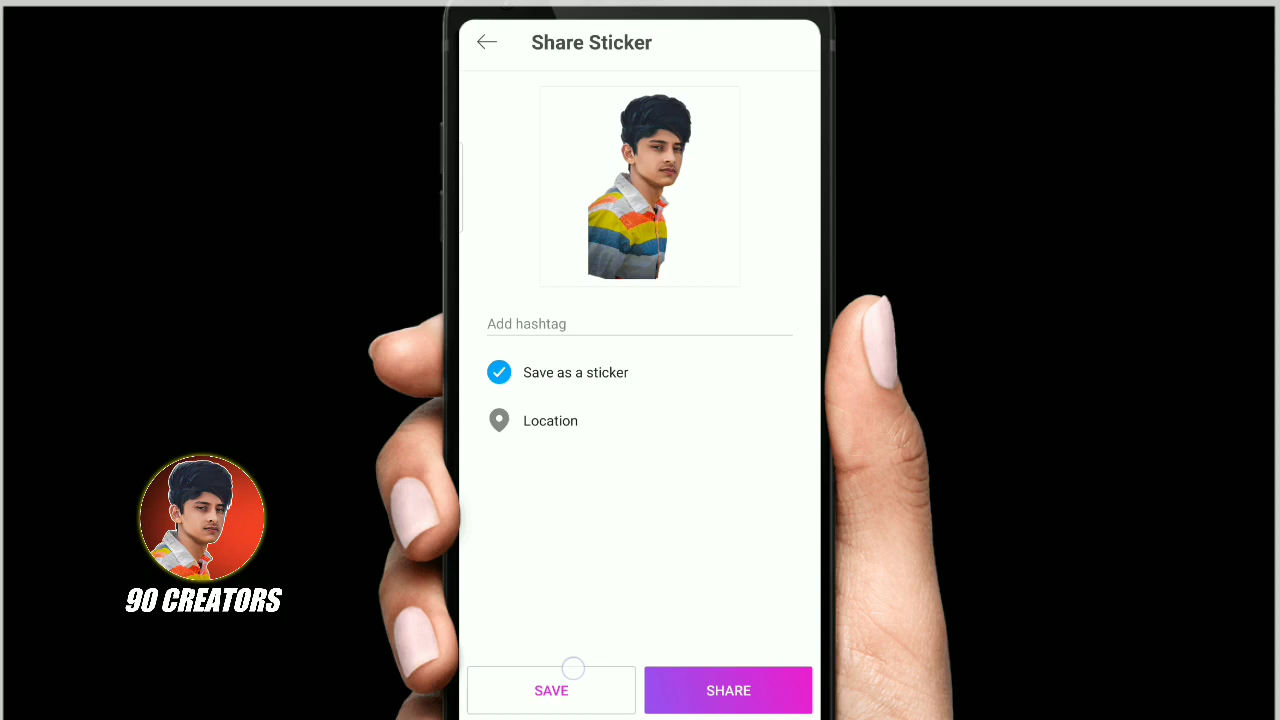 Share Sticker
Add hashtag
Save as a sticker
Location
SAVE
SHARE
90 CREATORS